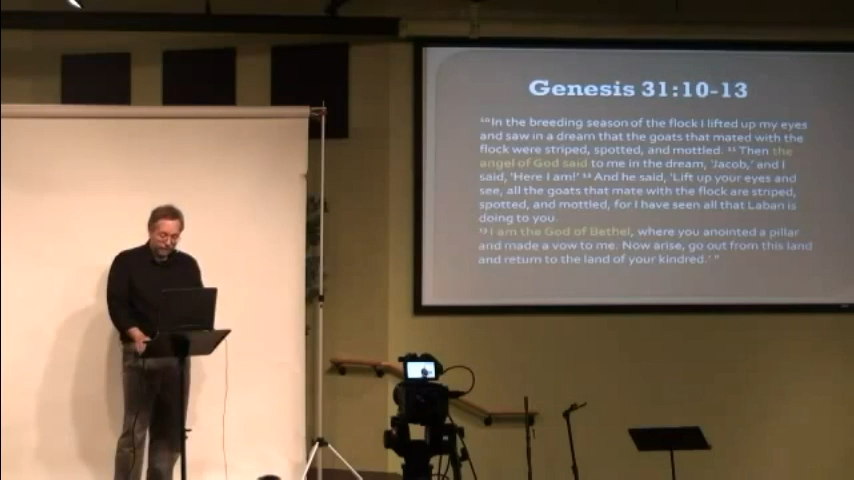 Genesis 31:10-13
¹⁰In the breeding season of the flock I lifted up my eyes
and saw in a dream that the goats that mated with the
flock were striped, spotted, and mottled. ¹¹ Then the
angel of God said to me in the dream, 'Jacob,' and I
said, 'Here I am!' ¹² And he said, 'Lift up your eyes and
see, all the goats that mate with the flock are striped,
spotted, and mottled, for I have seen all that Laban is
doing to you.
¹³ I am the God of Bethel, where you anointed a pillar
and made a vow to me. Now arise, go out from this land
and return to the land of your kindred.' "